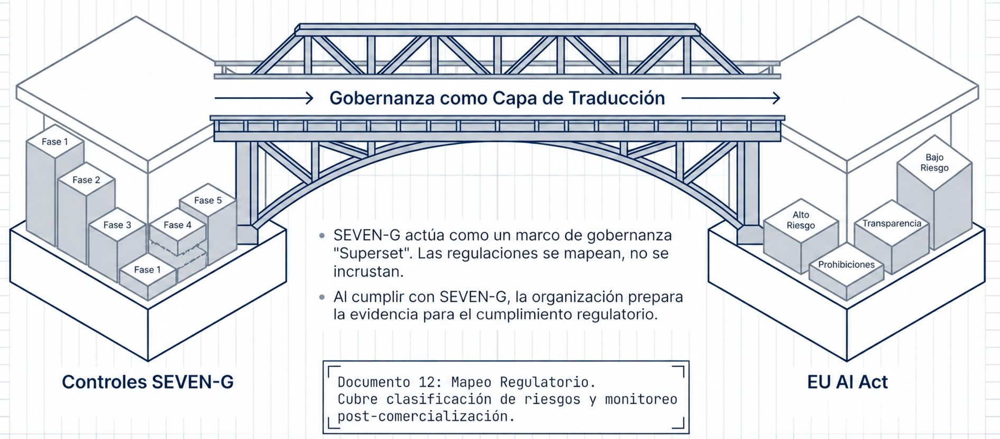 Gobernanza como Capa de Traducción
Fase 1
Fase 2
Fase 3
Fase 4
Fase 5
Fase 1
Controles SEVEN-G
• SEVEN-G actúa como un marco de gobernanza
"Superset". Las regulaciones se mapean, no se
incrustan.
• Al cumplir con SEVEN-G, la organización prepara
la evidencia para el cumplimiento regulatorio.
Documento 12: Mapeo Regulatorio.
Cubre clasificación de riesgos y monitoreo
post-comercialización.
Bajo
Riesgo
Alto
Riesgo
Transparencia
Prohibiciones
EU AI Act